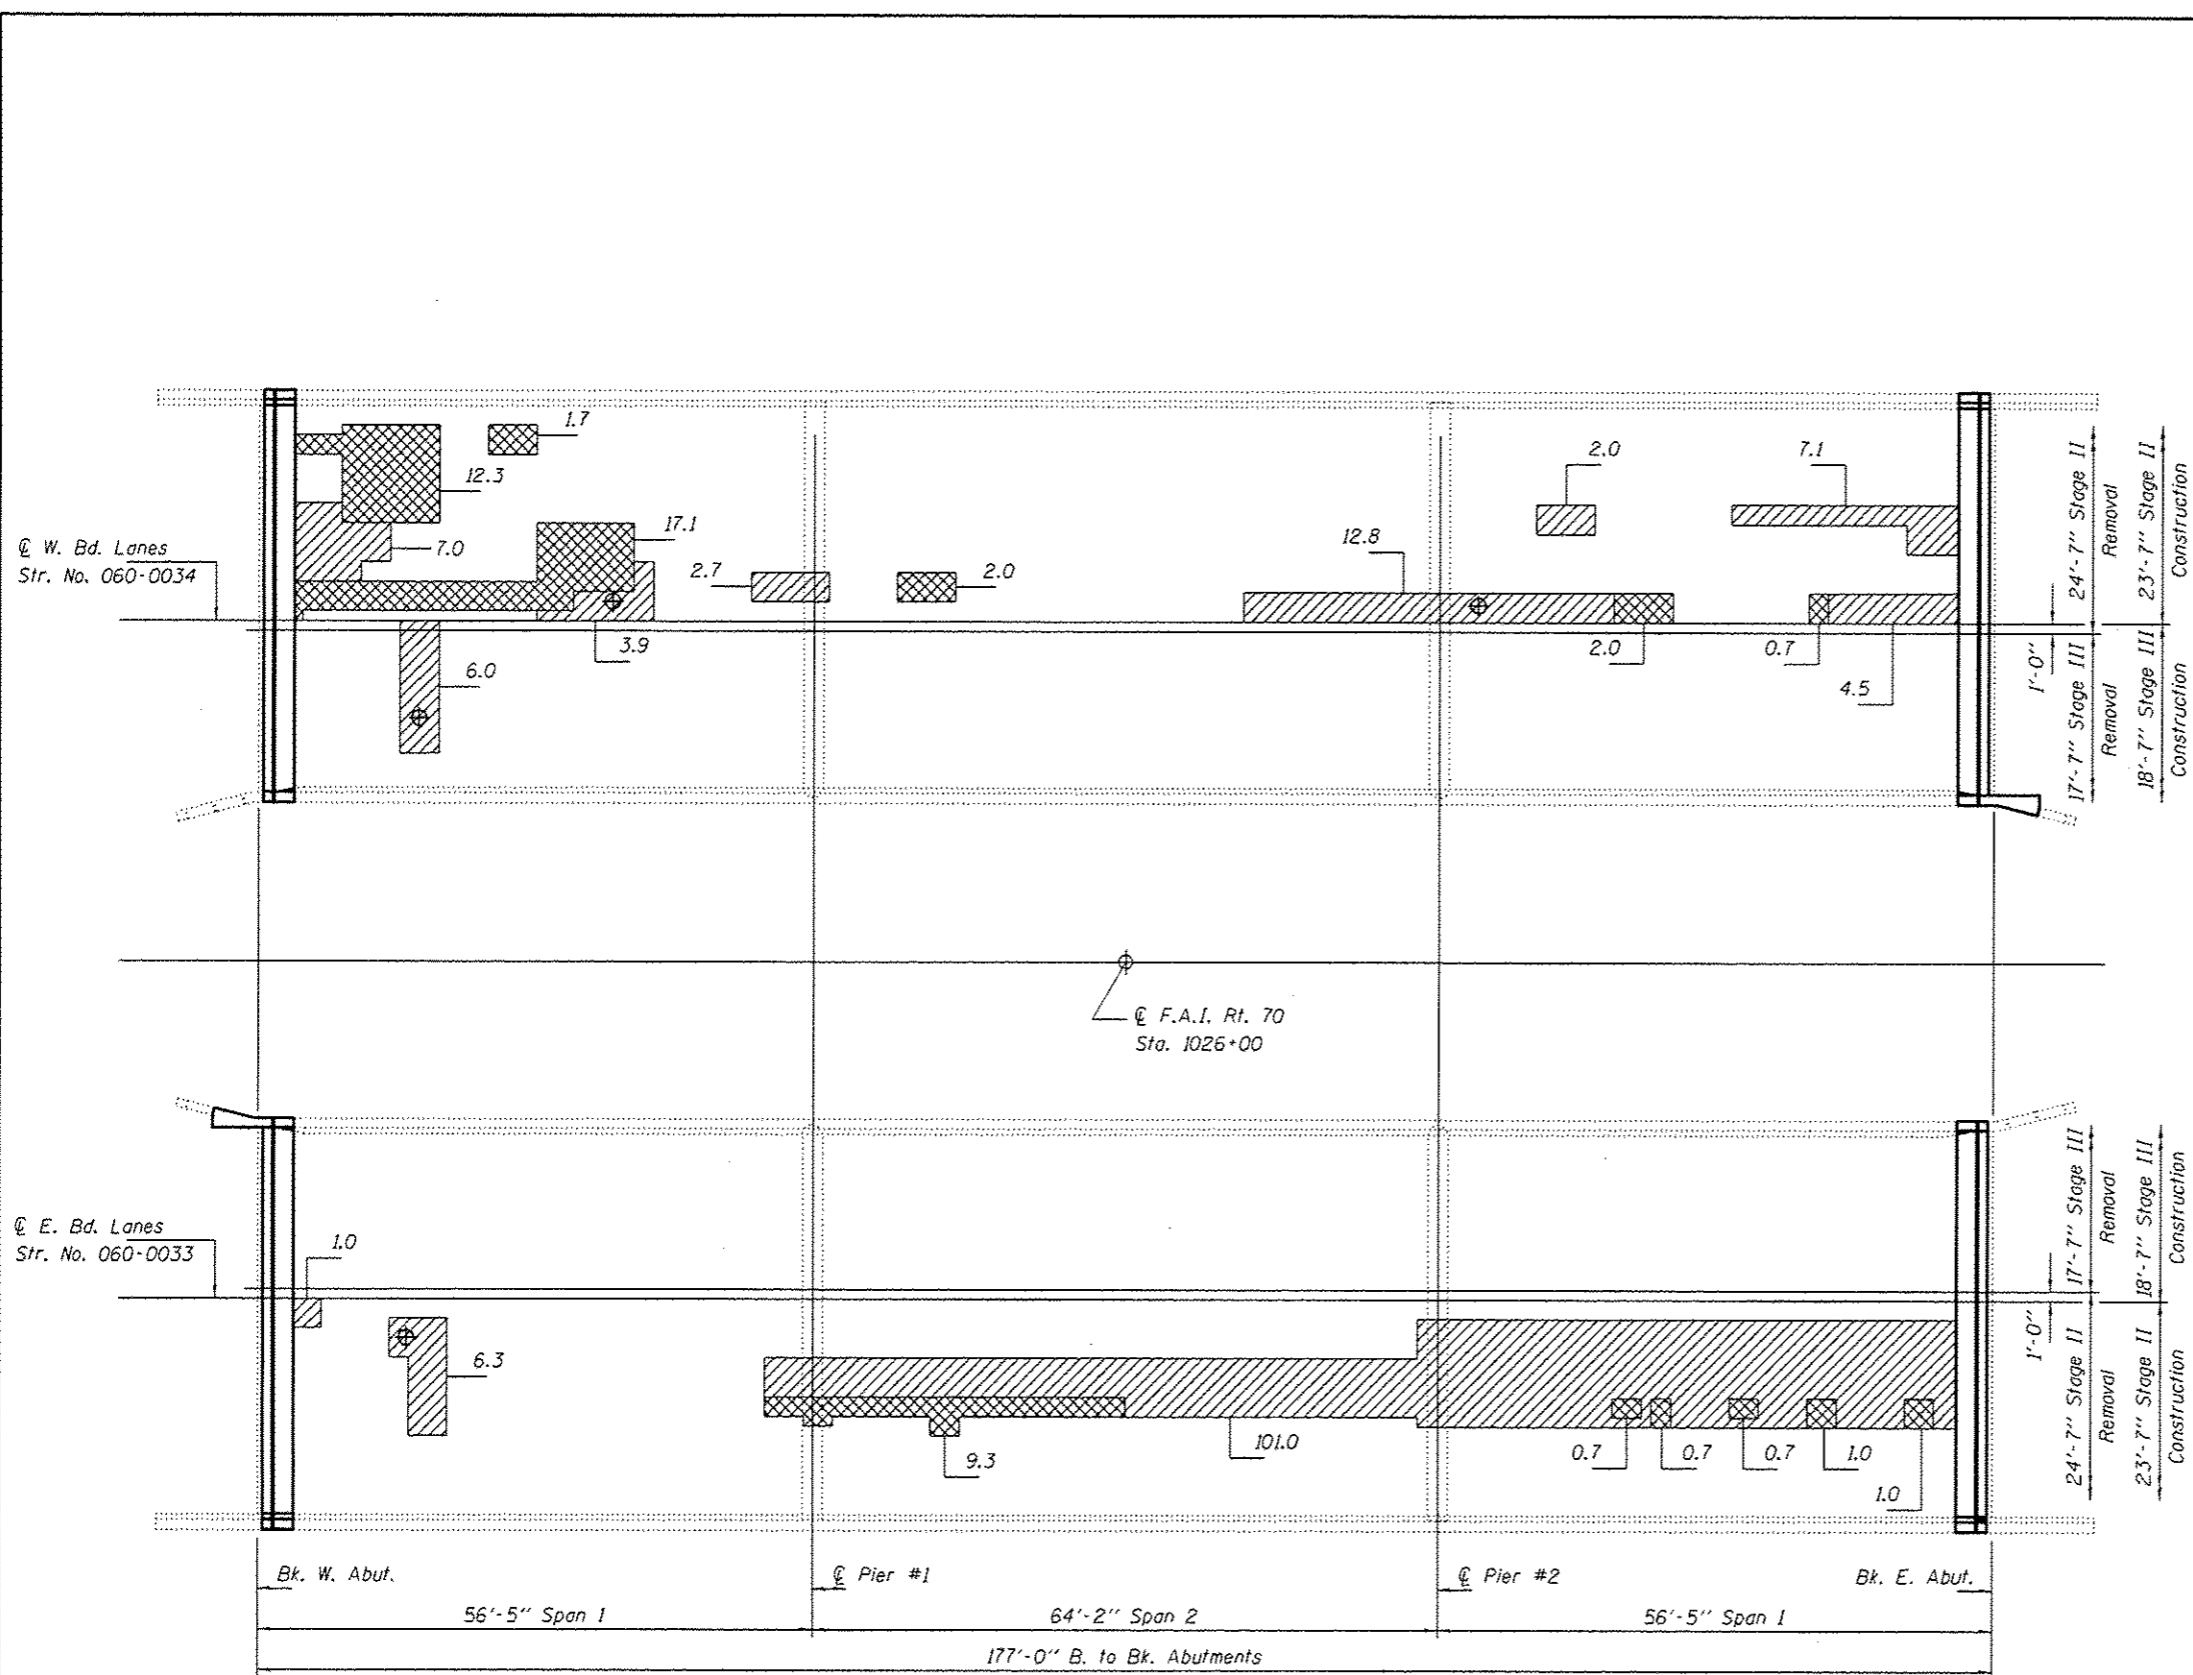 1.7
12.3
17.1
7.0
2.7
2.0
12.8
2.0
7.1
℄ W. Bd. Lanes
Str. No. 060-0034
3.9
6.0
2.0
0.7
4.5
1'-0"
24'-7" Stage II
Removal
23'-7" Stage II
Construction
17'-7" Stage III
Removal
18'-7" Stage III
Construction
℄ F.A.I. Rt. 70
Sta. 1026+00
℄ E. Bd. Lanes
Str. No. 060-0033
1.0
6.3
9.3
101.0
0.7
0.7
0.7
1.0
1.0
17'-7" Stage III
Removal
18'-7" Stage III
Construction
1'-0"
24'-7" Stage II
Removal
23'-7" Stage II
Construction
Bk. W. Abut.
℄ Pier #1
℄ Pier #2
Bk. E. Abut.
56'-5" Span 1
64'-2" Span 2
56'-5" Span 1
177'-0" B. to Bk. Abutments